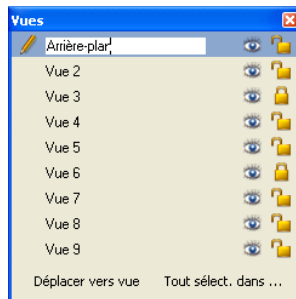 Vues
Arrière-plar
Vue 2
Vue 3
Vue 4
Vue 5
Vue 6
Vue 7
Vue 8
Vue 9
Déplacer vers vue Tout sélect. dans ...